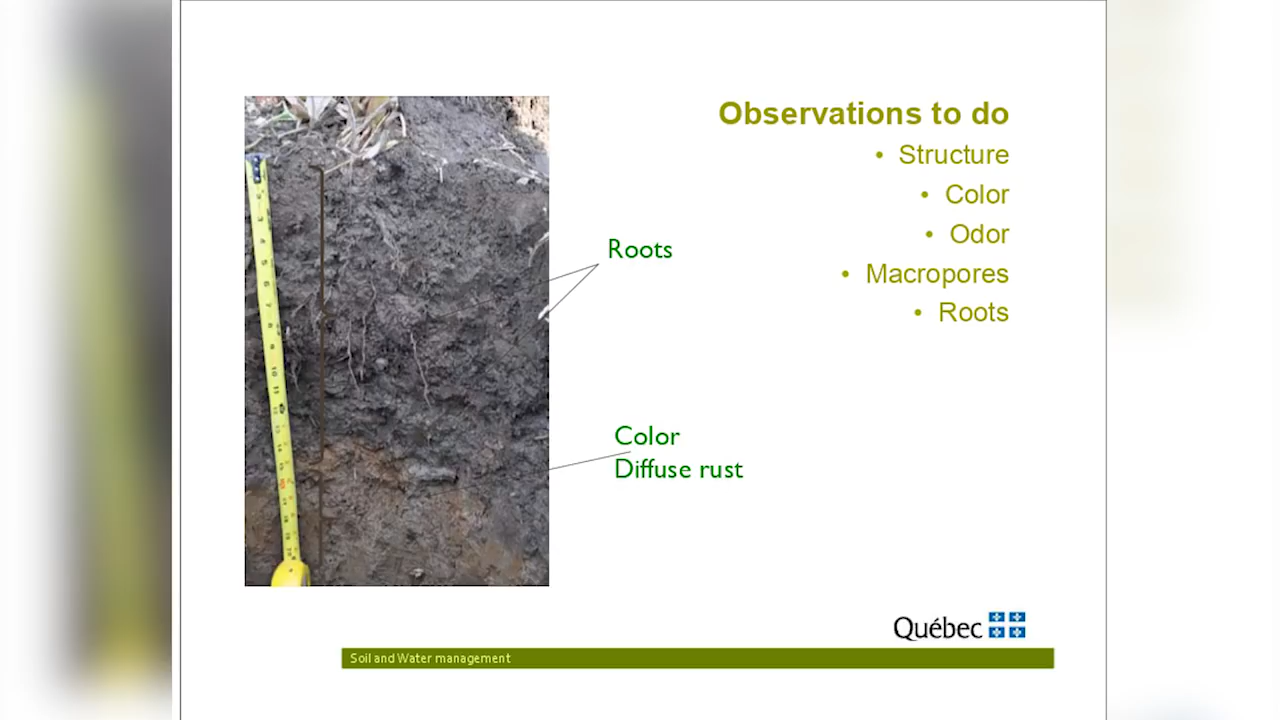 Observations to do
• Structure
• Color
• Odor
• Macropores
• Roots
Roots
Color
Diffuse rust
Québec
Soil and Water management